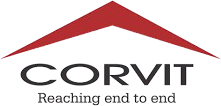 CORVIT
Reaching end to end